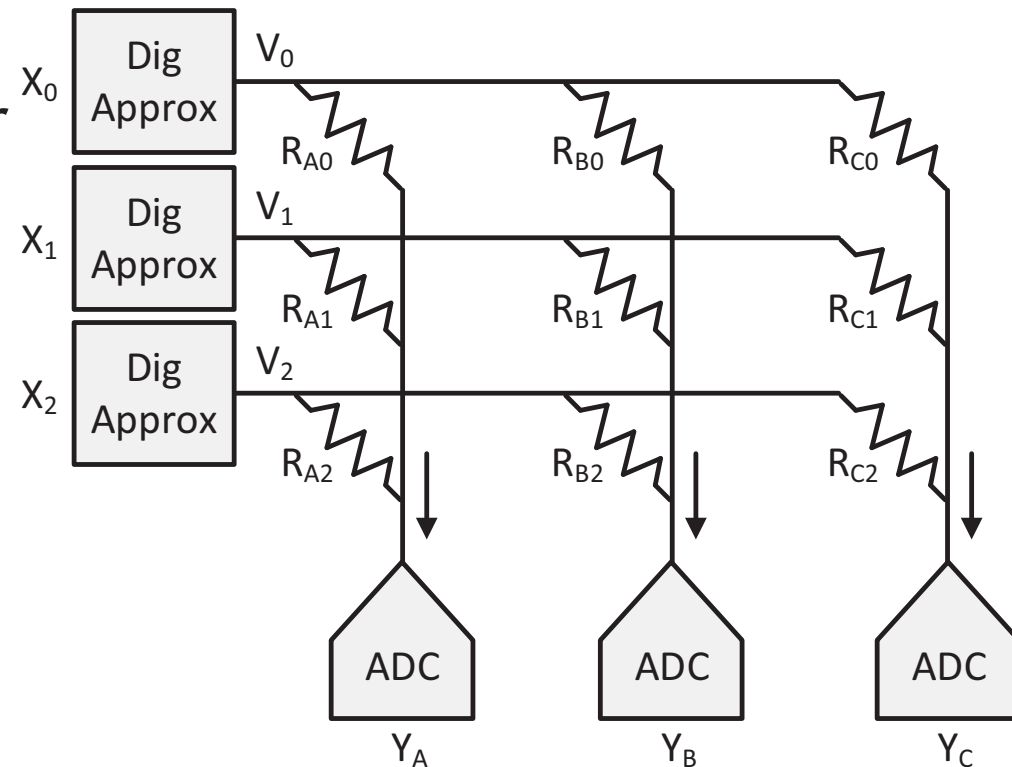 X₀ Dig Approx V₀
R_A0 R_B0 R_C0
X₁ Dig Approx V₁
R_A1 R_B1 R_C1
X₂ Dig Approx V₂
R_A2 R_B2 R_C2
ADC ADC ADC
Y_A Y_B Y_C